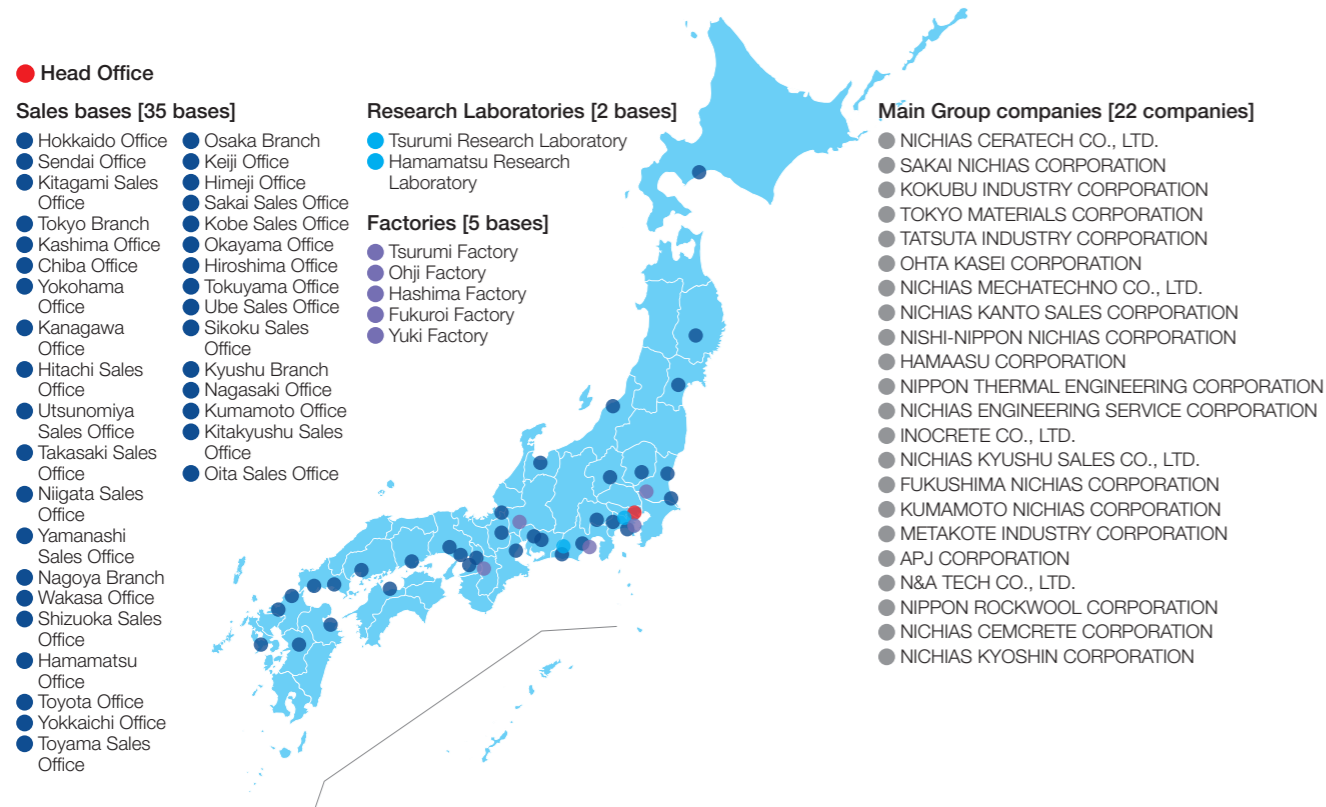 Head Office
Sales bases [35 bases]
Hokkaido Office
Sendai Office
Kitagami Sales
Office
Tokyo Branch
Kashima Office
Chiba Office
Yokohama
Office
Kanagawa
Office
Hitachi Sales
Office
Utsunomiya
Sales Office
Takasaki Sales
Office
Niigata Sales
Office
Yamanashi
Sales Office
Nagoya Branch
Wakasa Office
Shizuoka Sales
Office
Hamamatsu
Office
Toyota Office
Yokkaichi Office
Toyama Sales
Office
Osaka Branch
Keiji Office
Himeji Office
Sakai Sales Office
Kobe Sales Office
Okayama Office
Hiroshima Office
Tokuyama Office
Ube Sales Office
Sikoku Sales
Office
Kyushu Branch
Nagasaki Office
Kumamoto Office
Kitakyushu Sales
Office
Oita Sales Office
Research Laboratories [2 bases]
Tsurumi Research Laboratory
Hamamatsu Research
Laboratory
Factories [5 bases]
Tsurumi Factory
Ohji Factory
Hashima Factory
Fukuroi Factory
Yuki Factory
Main Group companies [22 companies]
NICHIAS CERATECH CO., LTD.
SAKAI NICHIAS CORPORATION
KOKUBU INDUSTRY CORPORATION
TOKYO MATERIALS CORPORATION
TATSUTA INDUSTRY CORPORATION
OHTA KASEI CORPORATION
NICHIAS MECHATECHNO CO., LTD.
NICHIAS KANTO SALES CORPORATION
NISHI-NIPPON NICHIAS CORPORATION
HAMAASU CORPORATION
NIPPON THERMAL ENGINEERING CORPORATION
NICHIAS ENGINEERING SERVICE CORPORATION
INOCRETE CO., LTD.
NICHIAS KYUSHU SALES CO., LTD.
FUKUSHIMA NICHIAS CORPORATION
KUMAMOTO NICHIAS CORPORATION
METAKOTE INDUSTRY CORPORATION
APJ CORPORATION
N&A TECH CO., LTD.
NIPPON ROCKWOOL CORPORATION
NICHIAS CEMCRETE CORPORATION
NICHIAS KYOSHIN CORPORATION